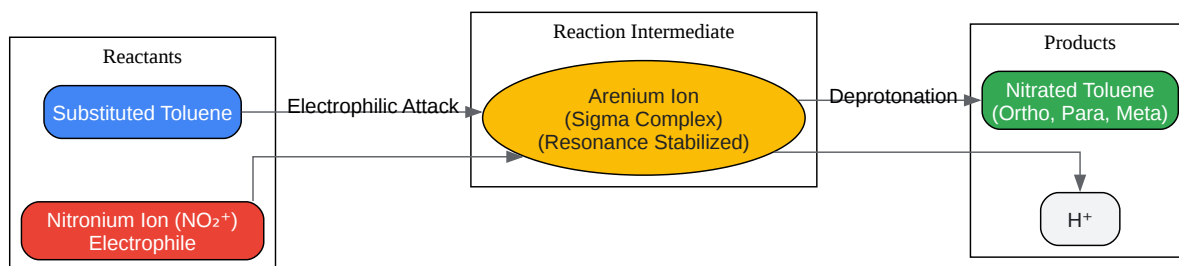 Reactants
Substituted Toluene
Nitronium Ion (NO₂⁺)
Electrophile
Electrophilic Attack
Reaction Intermediate
Arenium Ion
(Sigma Complex)
(Resonance Stabilized)
Deprotonation
Products
Nitrated Toluene
(Ortho, Para, Meta)
H⁺